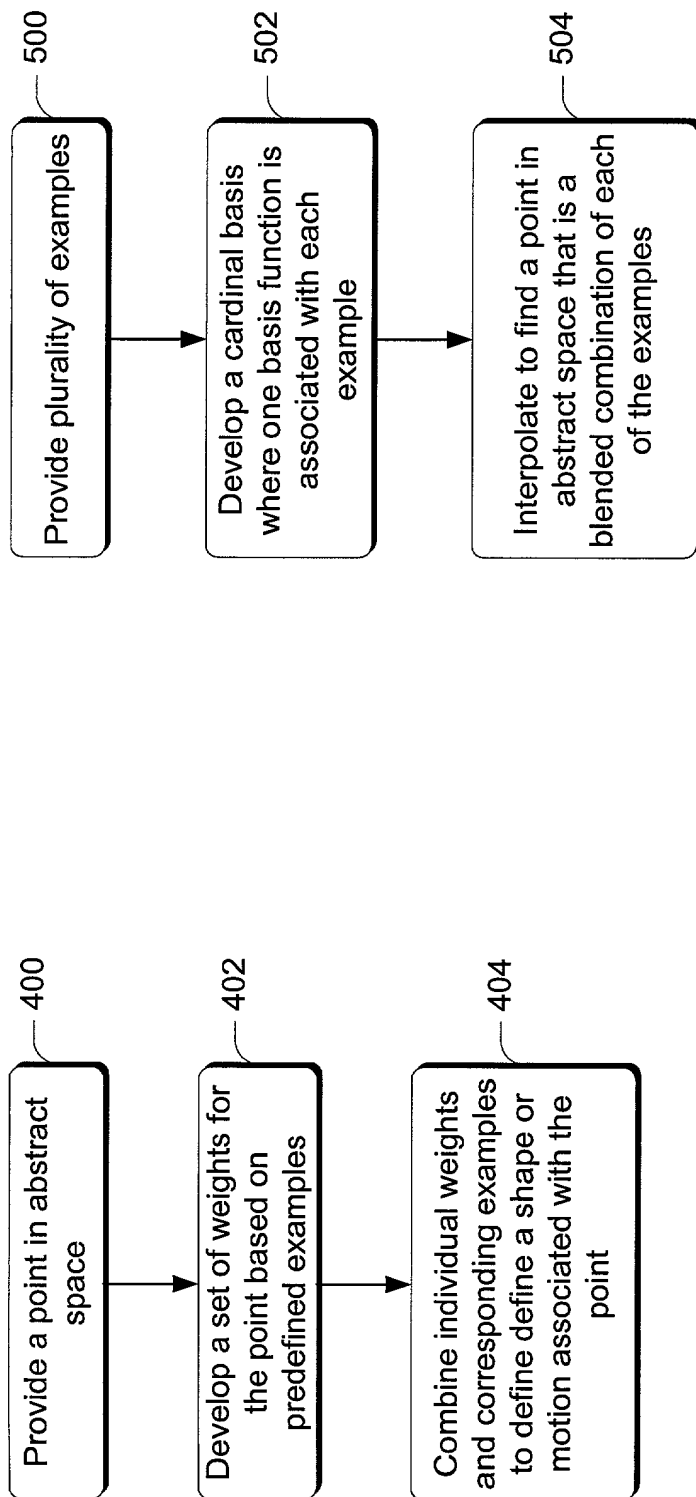 400
Provide a point in abstract
space
402
Develop a set of weights for
the point based on
predefined examples
404
Combine individual weights
and corresponding examples
to define define a shape or
motion associated with the
point
500
Provide plurality of examples
502
Develop a cardinal basis
where one basis function is
associated with each
example
504
Interpolate to find a point in
abstract space that is a
blended combination of each
of the examples